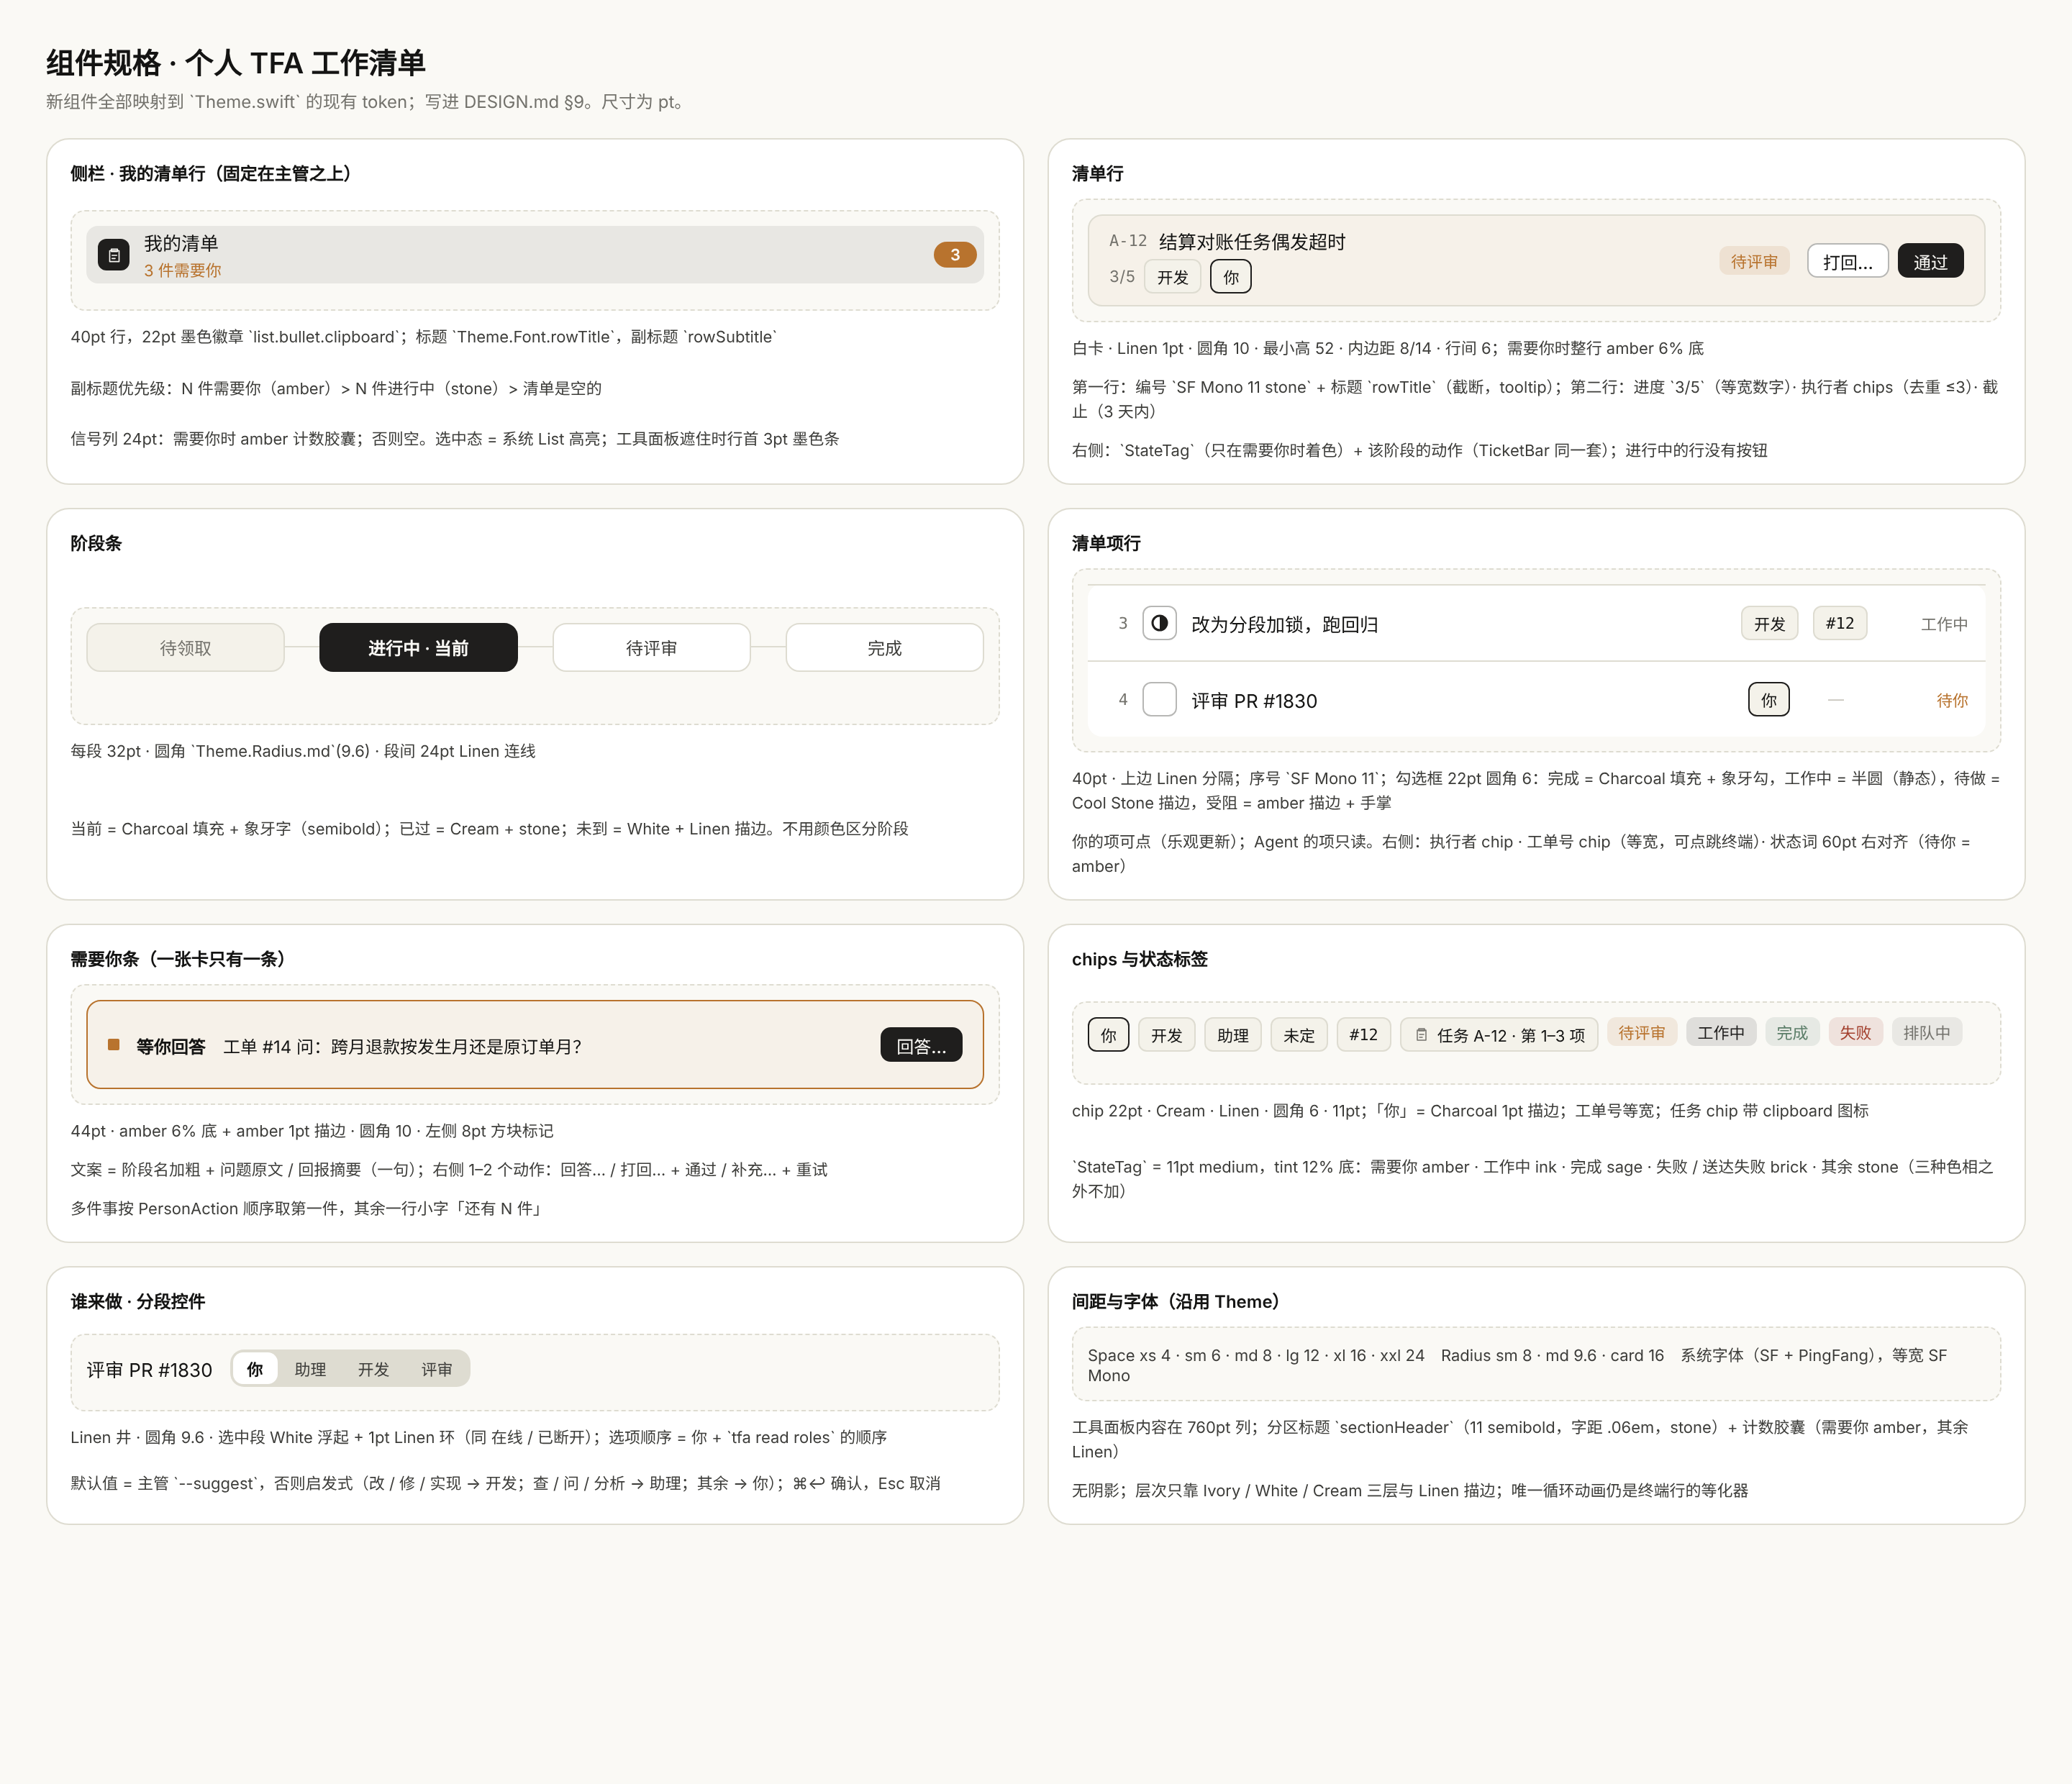 组件规格 · 个人 TFA 工作清单
新组件全部映射到 `Theme.swift` 的现有 token；写进 DESIGN.md §9。尺寸为 pt。
侧栏 · 我的清单行（固定在主管之上）
我的清单
3 件需要你
3
40pt 行，22pt 墨色徽章 `list.bullet.clipboard`；标题 `Theme.Font.rowTitle`，副标题 `rowSubtitle`
副标题优先级：N 件需要你（amber）> N 件进行中（stone）> 清单是空的
信号列 24pt：需要你时 amber 计数胶囊；否则空。选中态 = 系统 List 高亮；工具面板遮住时行首 3pt 墨色条
清单行
A-12 结算对账任务偶发超时
3/5 开发 你
待评审 打回… 通过
白卡 · Linen 1pt · 圆角 10 · 最小高 52 · 内边距 8/14 · 行间 6；需要你时整行 amber 6% 底
第一行：编号 `SF Mono 11 stone` + 标题 `rowTitle`（截断，tooltip）；第二行：进度 `3/5`（等宽数字）· 执行者 chips（去重 ≤3）· 截
止（3 天内）
右侧：`StateTag`（只在需要你时着色）+ 该阶段的动作（TicketBar 同一套）；进行中的行没有按钮
阶段条
待领取 进行中 · 当前 待评审 完成
每段 32pt · 圆角 `Theme.Radius.md`(9.6) · 段间 24pt Linen 连线
当前 = Charcoal 填充 + 象牙字（semibold）；已过 = Cream + stone；未到 = White + Linen 描边。不用颜色区分阶段
清单项行
3 改为分段加锁，跑回归 开发 #12 工作中
4 评审 PR #1830 你 — 待你
40pt · 上边 Linen 分隔；序号 `SF Mono 11`；勾选框 22pt 圆角 6：完成 = Charcoal 填充 + 象牙勾，工作中 = 半圆（静态），待做 =
Cool Stone 描边，受阻 = amber 描边 + 手掌
你的项可点（乐观更新）；Agent 的项只读。右侧：执行者 chip · 工单号 chip（等宽，可点跳终端）· 状态词 60pt 右对齐（待你 =
amber）
需要你条（一张卡只有一条）
等你回答 工单 #14 问：跨月退款按发生月还是原订单月？ 回答…
44pt · amber 6% 底 + amber 1pt 描边 · 圆角 10 · 左侧 8pt 方块标记
文案 = 阶段名加粗 + 问题原文 / 回报摘要（一句）；右侧 1–2 个动作：回答… / 打回… + 通过 / 补充… + 重试
多件事按 PersonAction 顺序取第一件，其余一行小字「还有 N 件」
chips 与状态标签
你 开发 助理 未定 #12 任务 A-12 · 第 1–3 项 待评审 工作中 完成 失败 排队中
chip 22pt · Cream · Linen · 圆角 6 · 11pt；「你」= Charcoal 1pt 描边；工单号等宽；任务 chip 带 clipboard 图标
`StateTag` = 11pt medium，tint 12% 底：需要你 amber · 工作中 ink · 完成 sage · 失败 / 送达失败 brick · 其余 stone（三种色相之
外不加）
谁来做 · 分段控件
评审 PR #1830 你 助理 开发 评审
Linen 井 · 圆角 9.6 · 选中段 White 浮起 + 1pt Linen 环（同 在线 / 已断开）；选项顺序 = 你 + `tfa read roles` 的顺序
默认值 = 主管 `--suggest`，否则启发式（改 / 修 / 实现 → 开发；查 / 问 / 分析 → 助理；其余 → 你）；⌘↩ 确认，Esc 取消
间距与字体（沿用 Theme）
Space xs 4 · sm 6 · md 8 · lg 12 · xl 16 · xxl 24 Radius sm 8 · md 9.6 · card 16 系统字体（SF + PingFang），等宽 SF
Mono
工具面板内容在 760pt 列；分区标题 `sectionHeader`（11 semibold，字距 .06em，stone）+ 计数胶囊（需要你 amber，其余
Linen）
无阴影；层次只靠 Ivory / White / Cream 三层与 Linen 描边；唯一循环动画仍是终端行的等化器